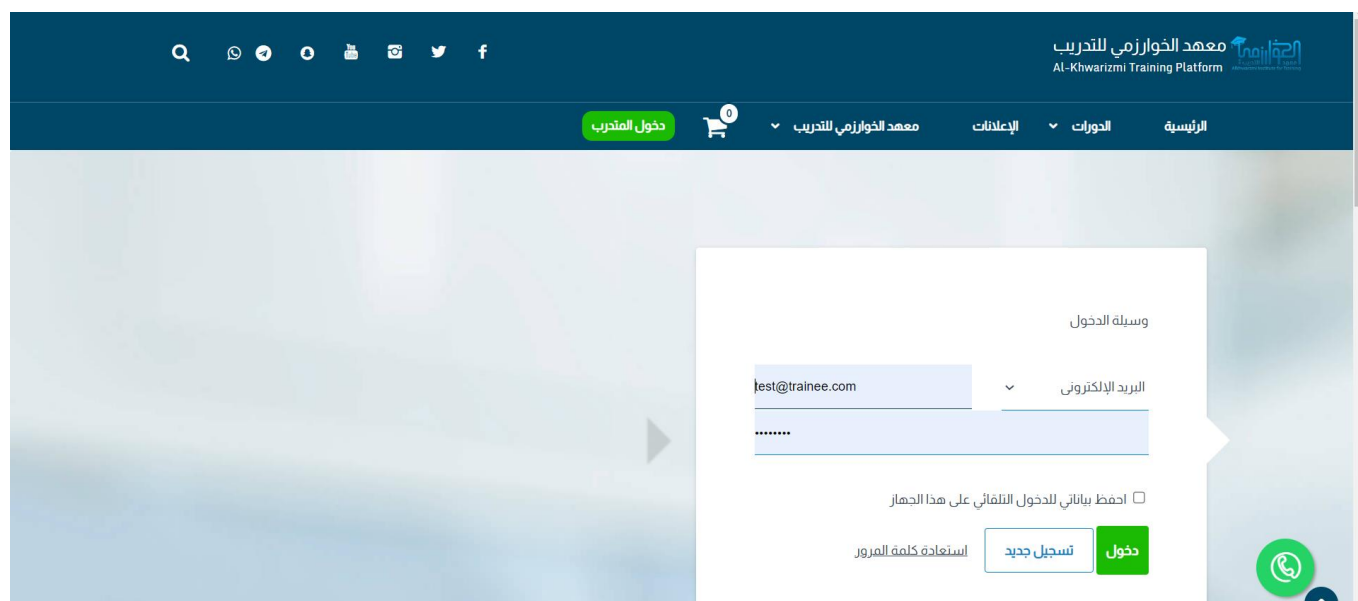 معهد الخوارزمي للتدريب
Al-Khwarizmi Training Platform
الرئيسية
الدورات
الإعلانات
معهد الخوارزمي للتدريب
0
دخول المتدرب
وسيلة الدخول
البريد الإلكترونى
test@trainee.com
احفظ بياناتي للدخول التلقائي على هذا الجهاز
دخول
تسجيل جديد
استعادة كلمة المرور